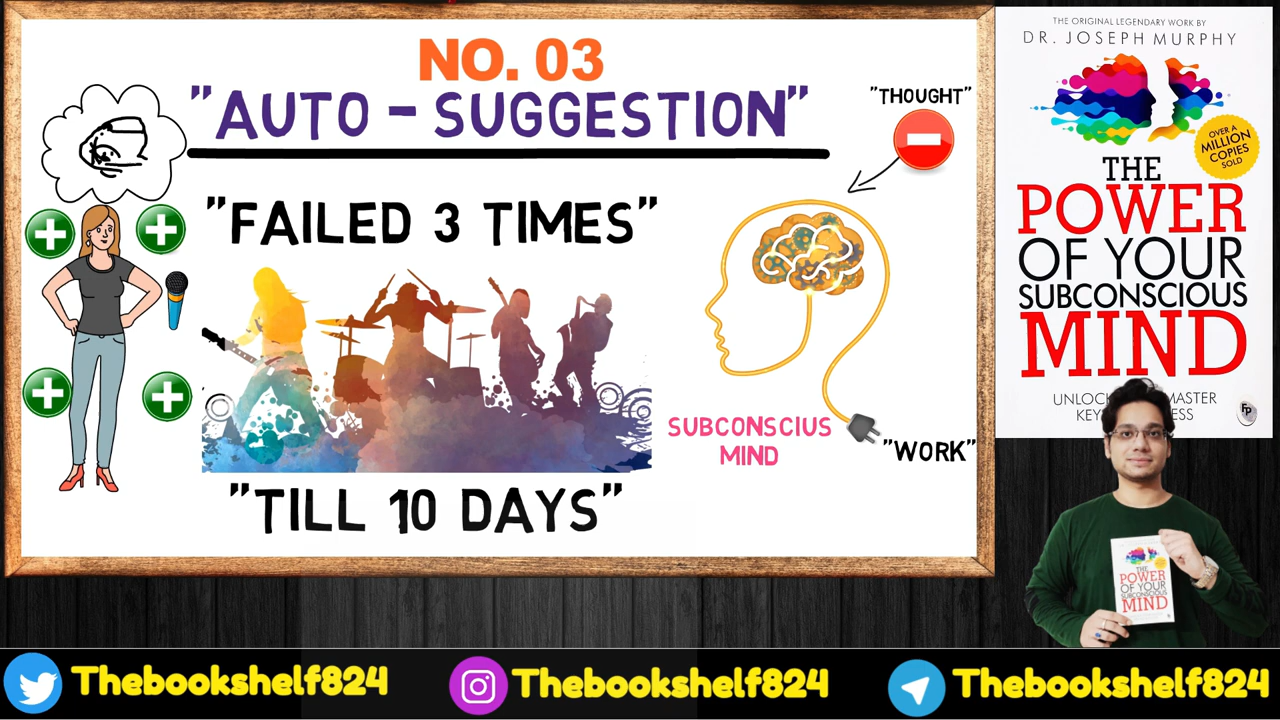 NO. 03
"AUTO - SUGGESTION"
"FAILED 3 TIMES"
"TILL 10 DAYS"
"THOUGHT"
SUBCONSCIUS
MIND
"WORK"
THE ORIGINAL LEGENDARY WORK BY
DR. JOSEPH MURPHY
OVER A
MILLION
COPIES
SOLD
THE
POWER
OF YOUR
SUBCONSCIOUS
MIND
UNLOCK MASTER
KEY ESS
FP
THE
POWER
OF YOUR
SUBCONSCIOUS
MIND
Thebookshelf824
Thebookshelf824
Thebookshelf824